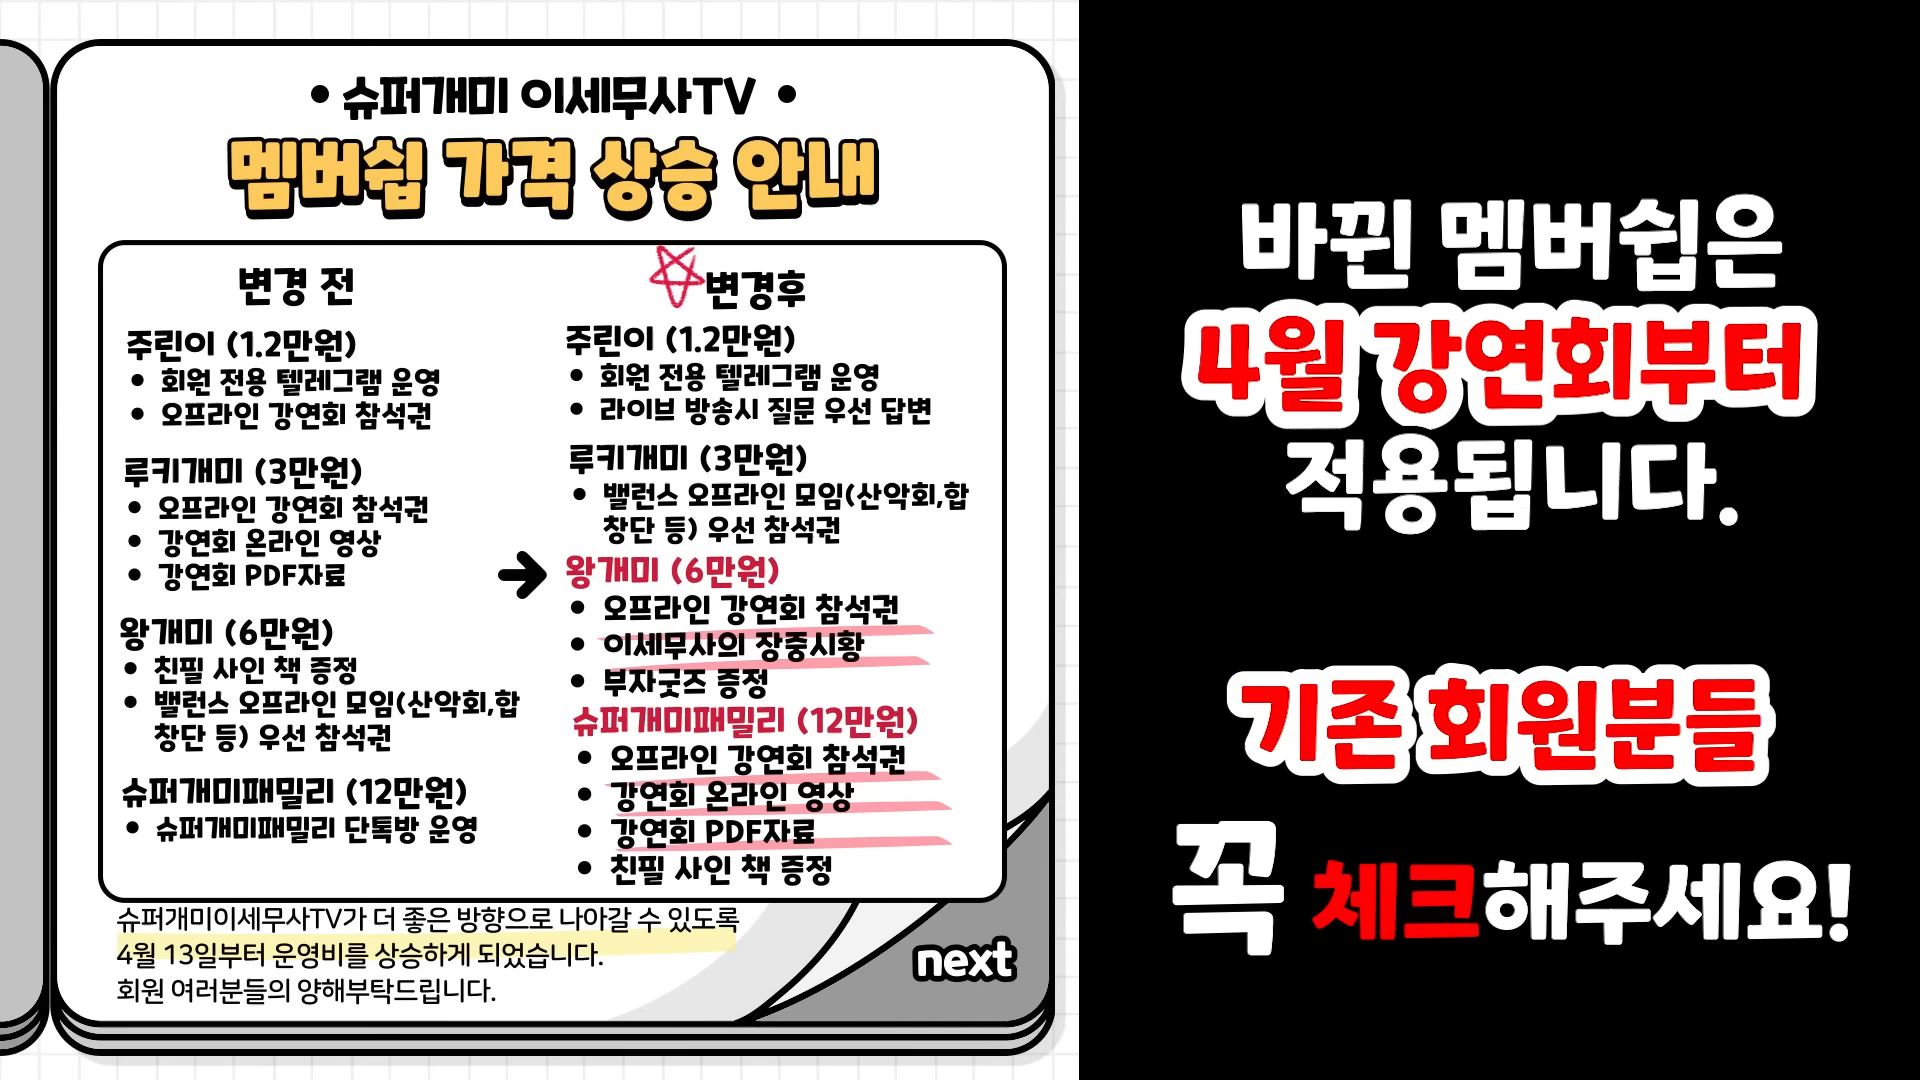 • 슈퍼개미 이세무사TV •
멤버쉽 가격 상승 안내
변경 전
주린이 (1.2만원)
• 회원 전용 텔레그램 운영
• 오프라인 강연회 참석권
루키개미 (3만원)
• 오프라인 강연회 참석권
• 강연회 온라인 영상
• 강연회 PDF자료
왕개미 (6만원)
• 친필 사인 책 증정
• 밸런스 오프라인 모임(산악회,합
창단 등) 우선 참석권
슈퍼개미패밀리 (12만원)
• 슈퍼개미패밀리 단톡방 운영
변경후
주린이 (1.2만원)
• 회원 전용 텔레그램 운영
• 라이브 방송시 질문 우선 답변
루키개미 (3만원)
• 밸런스 오프라인 모임(산악회,합
창단 등) 우선 참석권
왕개미 (6만원)
• 오프라인 강연회 참석권
• 이세무사의 장중시황
• 부자굿즈 증정
슈퍼개미패밀리 (12만원)
• 오프라인 강연회 참석권
• 강연회 온라인 영상
• 강연회 PDF자료
• 친필 사인 책 증정
슈퍼개미이세무사TV가 더 좋은 방향으로 나아갈 수 있도록
4월 13일부터 운영비를 상승하게 되었습니다.
회원 여러분들의 양해부탁드립니다.
next
바뀐 멤버쉽은
4월 강연회부터
적용됩니다.
기존 회원분들
꼭 체크해주세요!